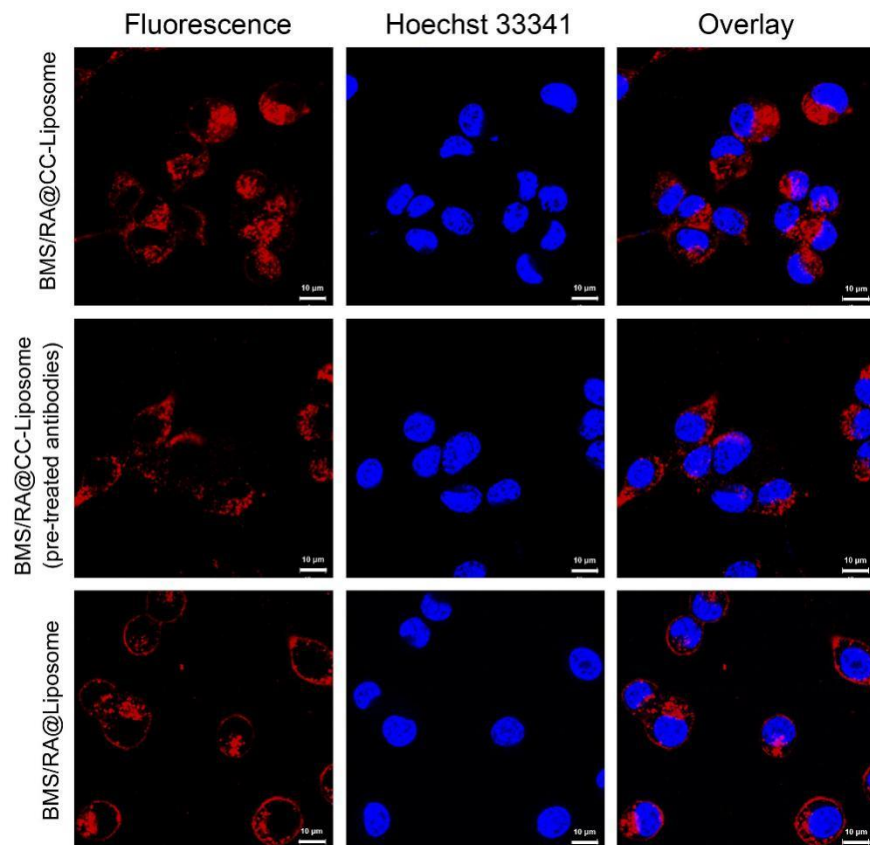 Fluorescence
Hoechst 33341
Overlay
BMS/RA@CC-Liposome
10 µm
10 µm
10 µm
BMS/RA@CC-Liposome
(pre-treated antibodies)
10 µm
10 µm
10 µm
BMS/RA@Liposome
10 µm
10 µm
10 µm